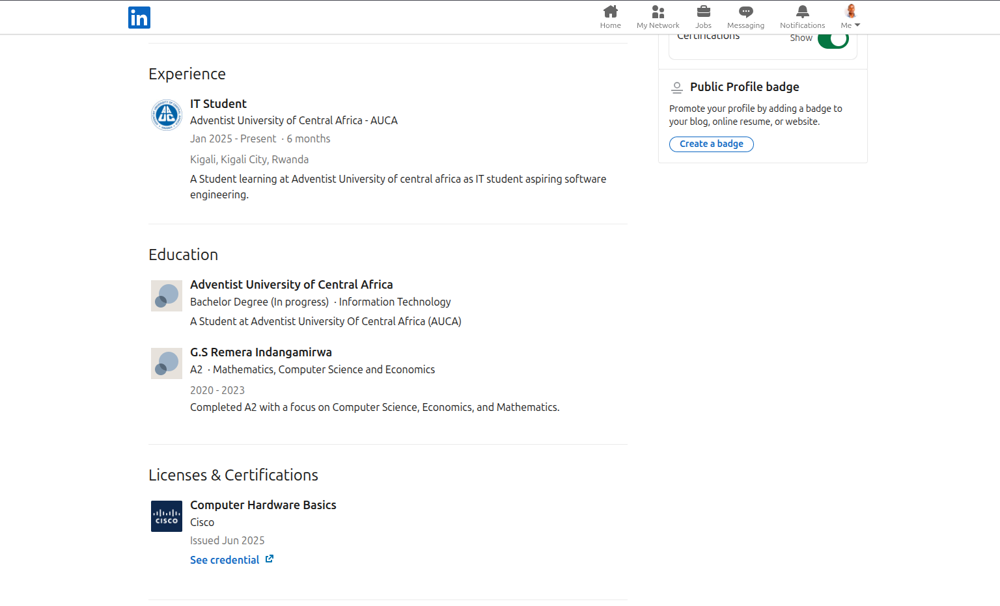 in
Home
My Network
Jobs
Messaging
Notifications
Me
Certifications
Show
Experience
IT Student
Adventist University of Central Africa - AUCA
Jan 2025 - Present · 6 months
Kigali, Kigali City, Rwanda
A Student learning at Adventist University of central africa as IT student aspiring software
engineering.
Education
Adventist University of Central Africa
Bachelor Degree (In progress) · Information Technology
A Student at Adventist University Of Central Africa (AUCA)
G.S Remera Indangamirwa
A2 · Mathematics, Computer Science and Economics
2020 - 2023
Completed A2 with a focus on Computer Science, Economics, and Mathematics.
Licenses & Certifications
CISCO
Computer Hardware Basics
Cisco
Issued Jun 2025
See credential
Public Profile badge
Promote your profile by adding a badge to
your blog, online resume, or website.
Create a badge